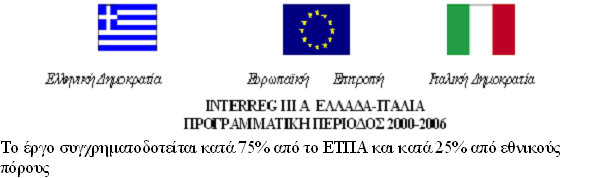 Ελληνική Δημοκρατία Ευρωπαϊκή Επιτροπή Ιταλική Δημοκρατία
INTERREG III A ΕΛΛΑΔΑ-ΙΤΑΛΙΑ
ΠΡΟΓΡΑΜΜΑΤΙΚΗ ΠΕΡΙΟΔΟΣ 2000-2006
Το έργο συγχρηματοδοτείται κατά 75% από το ΕΤΠΑ και κατά 25% από εθνικούς
πόρους